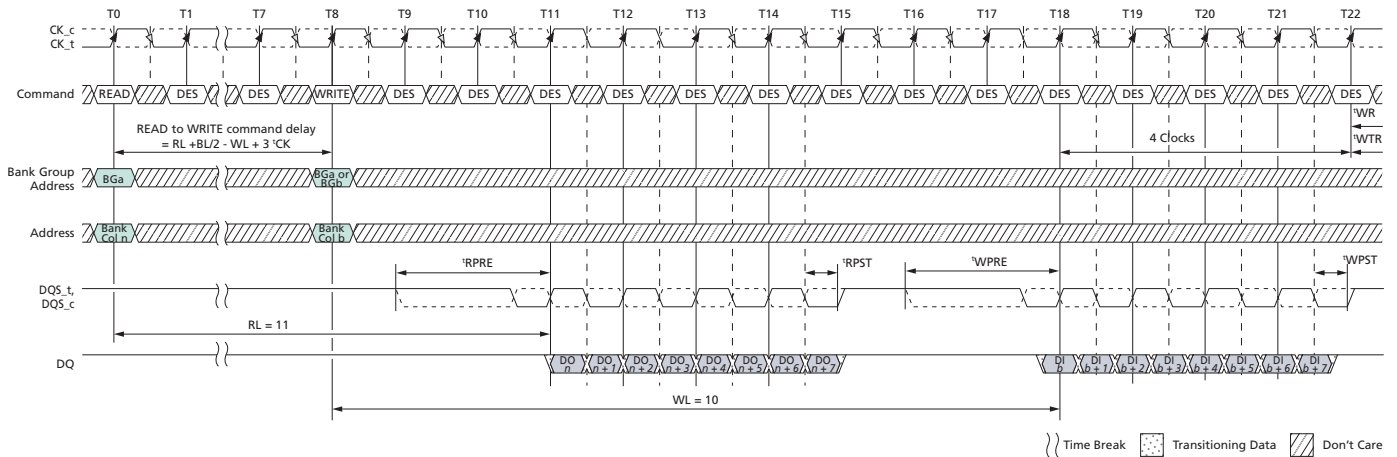 T0 T1 T7 T8 T9 T10 T11 T12 T13 T14 T15 T16 T17 T18 T19 T20 T21 T22
CK_c
CK_t
Command READ DES DES WRITE DES DES DES DES DES DES DES DES DES DES DES DES DES DES
READ to WRITE command delay
= RL +BL/2 - WL + 3 tCK
4 Clocks
tWR
tWTR
Bank Group
Address
BGa
BGa or
BGb
Address
Bank
Col n
Bank
Col b
tRPRE tRPST tWPRE tWPST
DQS_t,
DQS_c
RL = 11
DQ
DO
n
DO
n + 1
DO
n + 2
DO
n + 3
DO
n + 4
DO
n + 5
DO
n + 6
DO
n + 7
DI
b
DI
b + 1
DI
b + 2
DI
b + 3
DI
b + 4
DI
b + 5
DI
b + 6
DI
b + 7
WL = 10
Time Break Transitioning Data Don't Care